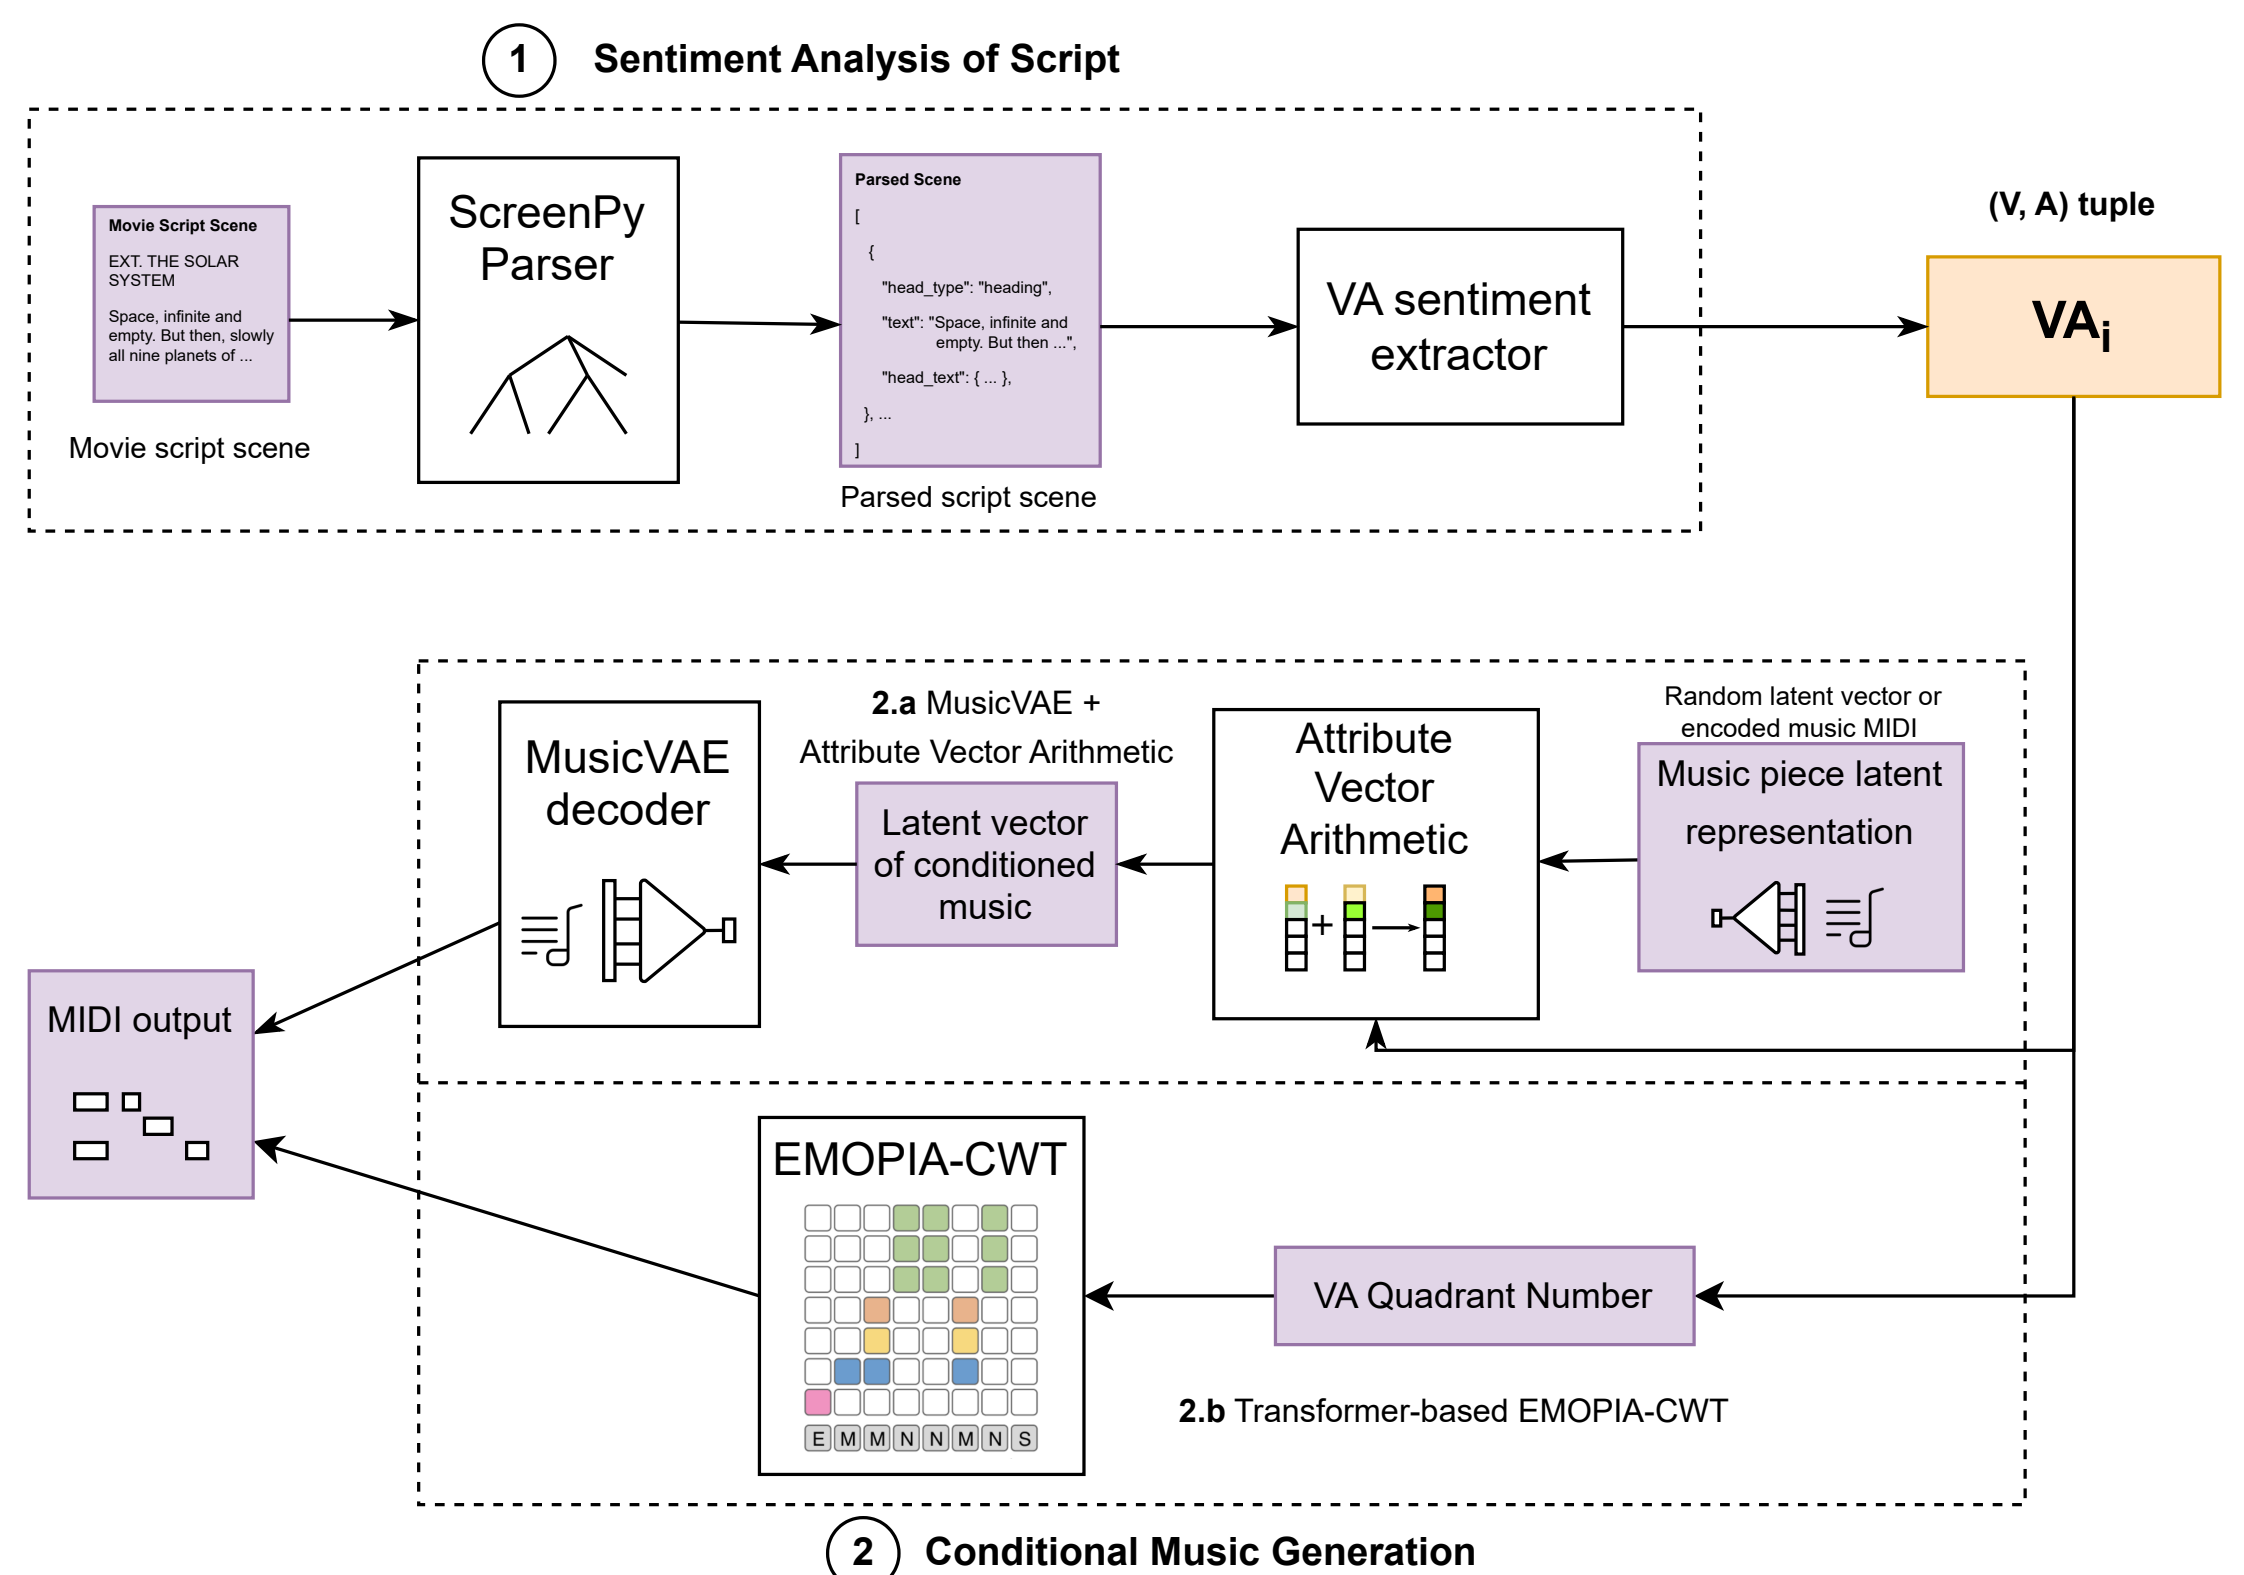 1 Sentiment Analysis of Script
Movie Script Scene
EXT. THE SOLAR
SYSTEM
Space, infinite and
empty. But then, slowly
all nine planets of ...
Movie script scene
ScreenPy
Parser
Parsed Scene
[
{
"head_type": "heading",
"text": "Space, infinite and
empty. But then ...",
"head_text": { ... },
}, ...
]
Parsed script scene
VA sentiment
extractor
(V, A) tuple
VAi
Random latent vector or
encoded music MIDI
Music piece latent
representation
Attribute
Vector
Arithmetic
+
2.a MusicVAE +
Attribute Vector Arithmetic
Latent vector
of conditioned
music
MusicVAE
decoder
MIDI output
EMOPIA-CWT
E M M N N M N S
VA Quadrant Number
2.b Transformer-based EMOPIA-CWT
2 Conditional Music Generation